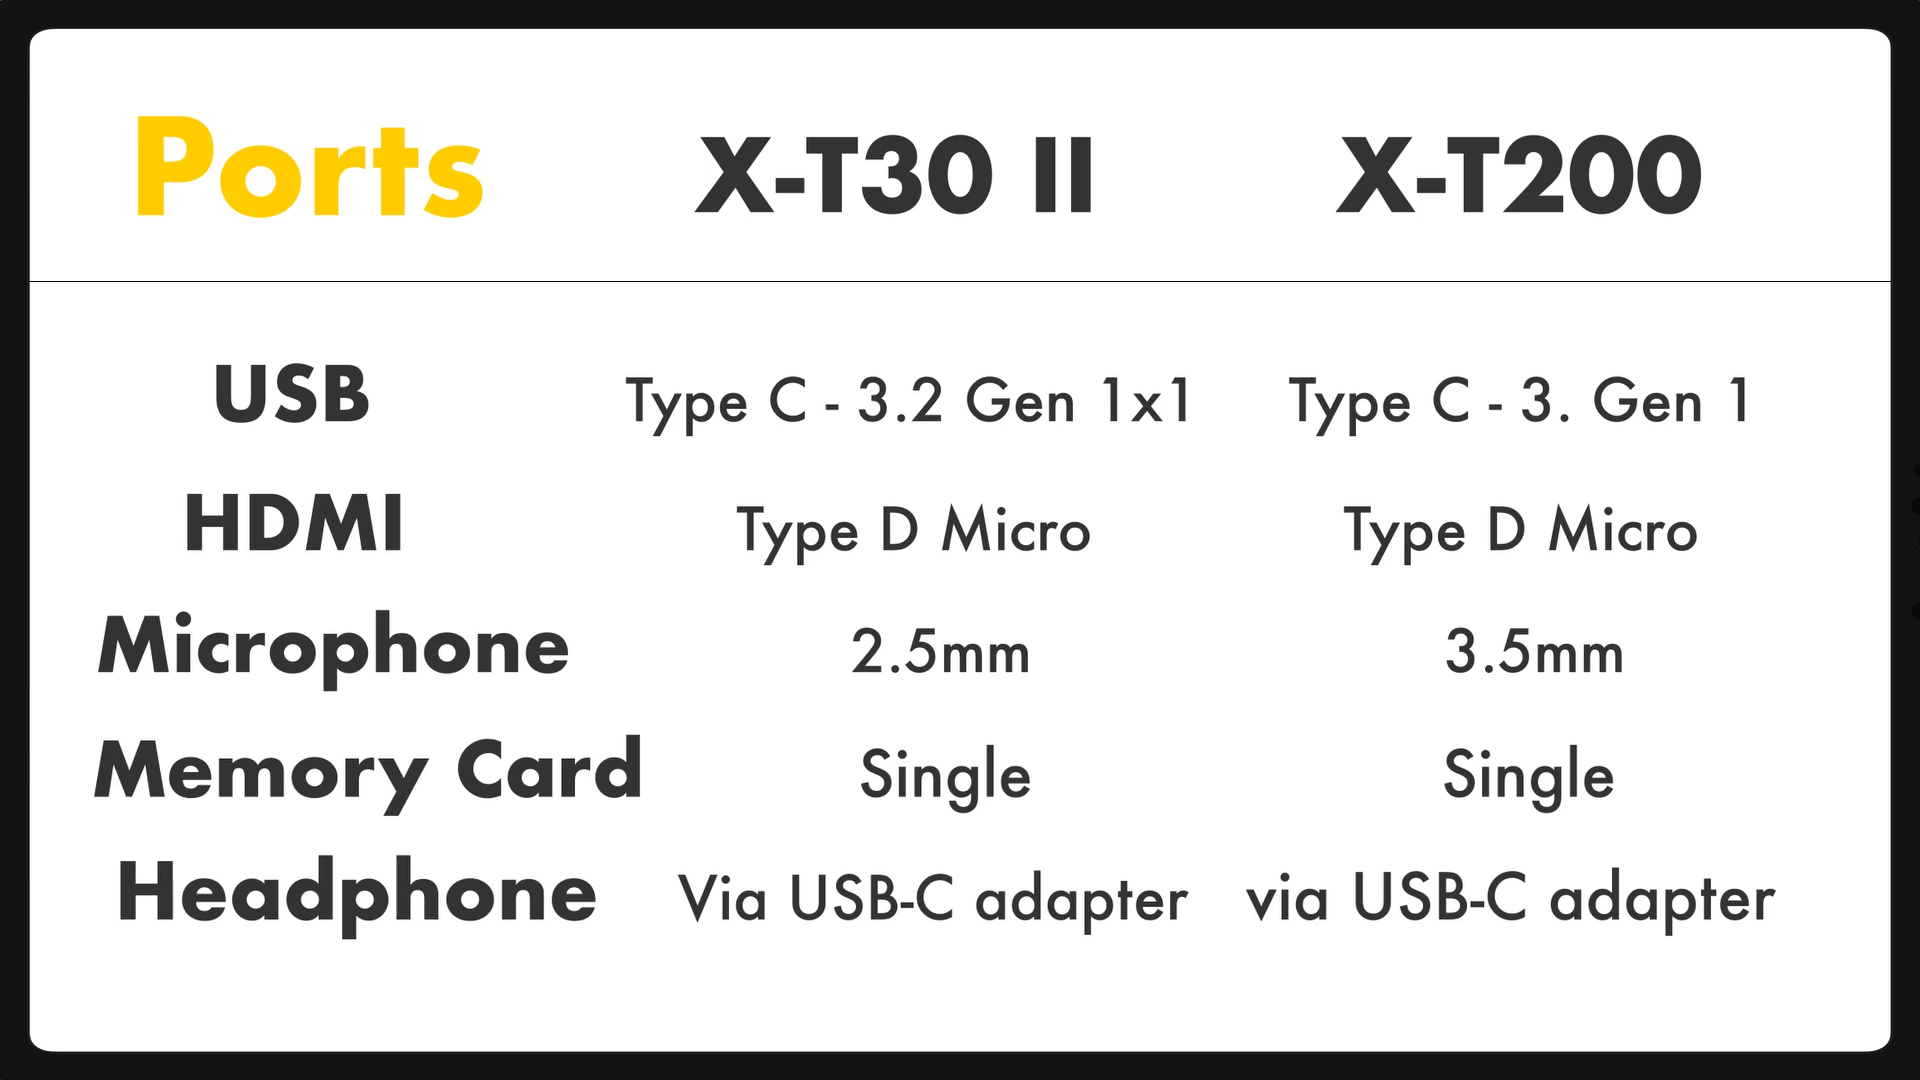 Ports X-T30 II X-T200
USB Type C - 3.2 Gen 1x1 Type C - 3. Gen 1
HDMI Type D Micro Type D Micro
Microphone 2.5mm 3.5mm
Memory Card Single Single
Headphone Via USB-C adapter via USB-C adapter